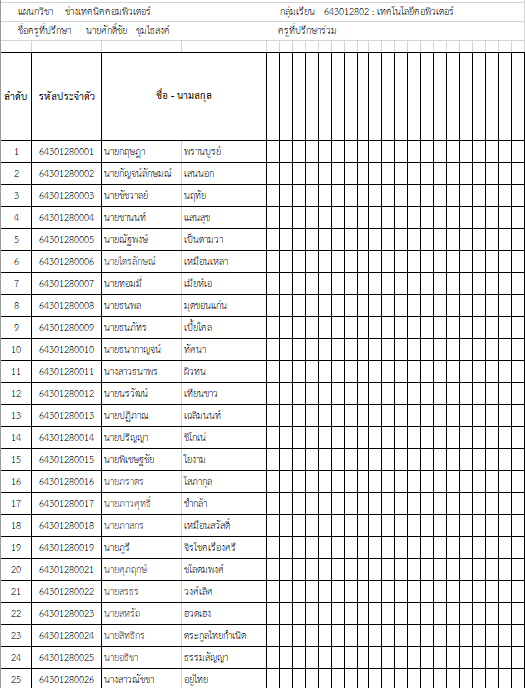 แผนกวิชา ช่างเทคนิคคอมพิวเตอร์ กลุ่มเรียน 643012802 : เทคโนโลยีคอพิวเตอร์
ชื่อครูที่ปรึกษา นายศักดิ์ชัย ชุมไธสงค์ ครูที่ปรึกษาร่วม
ลำดับ รหัสประจำตัว ชื่อ - นามสกุล
1 64301280001 นายกฤษฎา พรานบูรย์
2 64301280002 นายกัญจน์ลักษมณ์ เสนนอก
3 64301280003 นายชัชวาลย์ นฤทัย
4 64301280004 นายชานนท์ แสนสุข
5 64301280005 นายณัฐพงษ์ เป็นตามวา
6 64301280006 นายไตรลักษณ์ เหมือนเหลา
7 64301280007 นายทอมมี่ เมียห์เอ
8 64301280008 นายธนพล มุดขอนแก่น
9 64301280009 นายธนภัทร เบี้ยโคล
10 64301280010 นายธนากาญจน์ ทัศนา
11 64301280011 นางสาวธนาพร ผิวทน
12 64301280012 นายนรวัฒน์ เทียนขาว
13 64301280013 นายปฏิภาณ เฉลิมนนท์
14 64301280014 นายปริญญา ชิโกเน่
15 64301280015 นายพิเชษฐชัย ใยงาม
16 64301280016 นายภราดร โสภากุล
17 64301280017 นายภาวศุทธิ์ ขำกล้า
18 64301280018 นายภาสกร เหมือนสวัสดิ์
19 64301280019 นายภูรี จิรโชคเรืองศรี
20 64301280021 นายศุภฤกษ์ ชโลดมพงศ์
21 64301280022 นายสรธร วงค์เลิศ
22 64301280023 นายสหรัถ ฮวดเฮง
23 64301280024 นายสิทธิกร ตระกูลไทยกำเนิด
24 64301280025 นายอธิชา ธรรมสัญญา
25 64301280026 นางสาวณัชชา อยู่ไทย